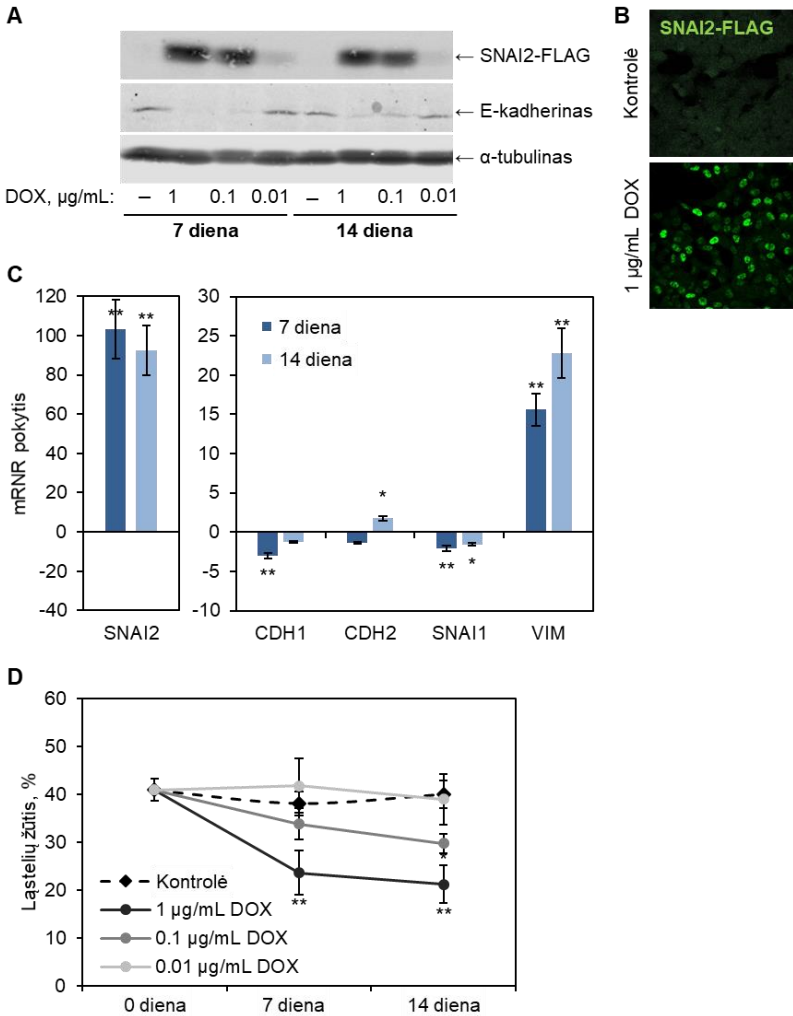 A
← SNAI2-FLAG
← E-kadherinas
← α-tubulinas
DOX, µg/mL: – 1 0.1 0.01 – 1 0.1 0.01
7 diena 14 diena
B
SNAI2-FLAG
Kontrolė
1 µg/mL DOX
C
mRNR pokytis
120
100
80
60
40
20
0
-20
-40
** **
SNAI2
30
25
20
15
10
5
0
-5
-10
7 diena
14 diena
**
*
**
*
**
**
CDH1 CDH2 SNAI1 VIM
D
Ląstelių žūtis, %
60
50
40
30
20
10
0
Kontrolė
1 µg/mL DOX
0.1 µg/mL DOX
0.01 µg/mL DOX
**
*
**
0 diena 7 diena 14 diena